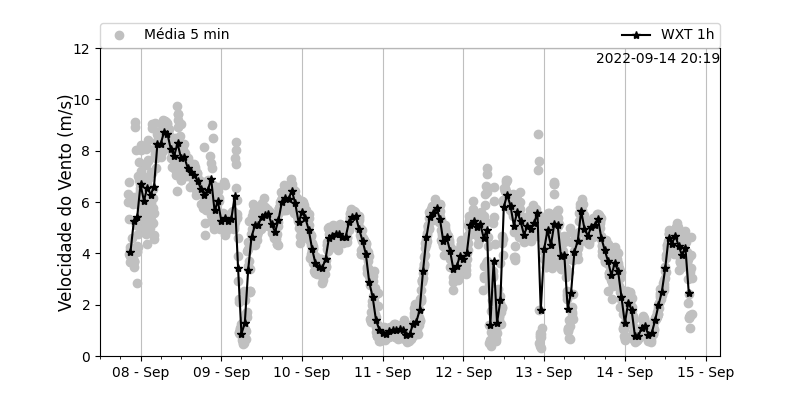 Média 5 min
WXT 1h
2022-09-14 20:19
Velocidade do Vento (m/s)
12
10
8
6
4
2
0
08 - Sep 09 - Sep 10 - Sep 11 - Sep 12 - Sep 13 - Sep 14 - Sep 15 - Sep